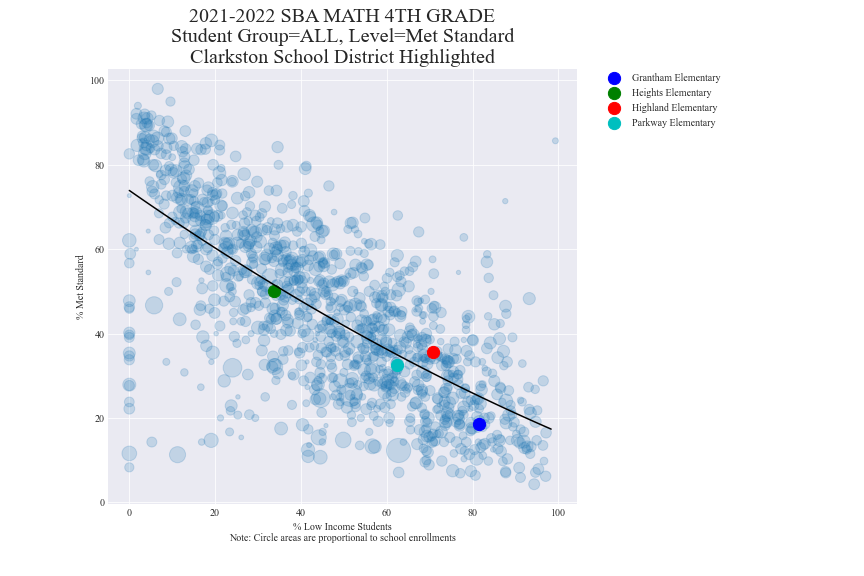 2021-2022 SBA MATH 4TH GRADE
Student Group=ALL, Level=Met Standard
Clarkston School District Highlighted
Grantham Elementary
Heights Elementary
Highland Elementary
Parkway Elementary
% Met Standard
100
80
60
40
20
0
0 20 40 60 80 100
% Low Income Students
Note: Circle areas are proportional to school enrollments